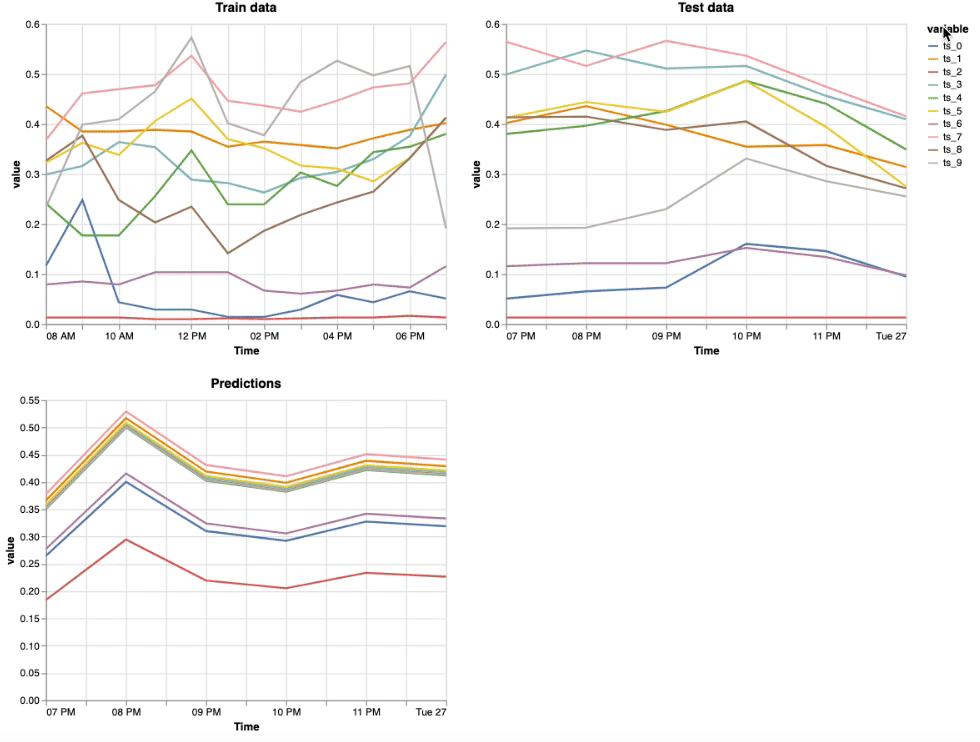 Train data
0.6
0.5
0.4
0.3
0.2
0.1
0.0
value
08 AM 10 AM 12 PM 02 PM 04 PM 06 PM
Time
Test data
0.6
0.5
0.4
0.3
0.2
0.1
0.0
value
07 PM 08 PM 09 PM 10 PM 11 PM Tue 27
Time
variable
ts_0
ts_1
ts_2
ts_3
ts_4
ts_5
ts_6
ts_7
ts_8
ts_9
Predictions
0.55
0.50
0.45
0.40
0.35
0.30
0.25
0.20
0.15
0.10
0.05
0.00
value
07 PM 08 PM 09 PM 10 PM 11 PM Tue 27
Time